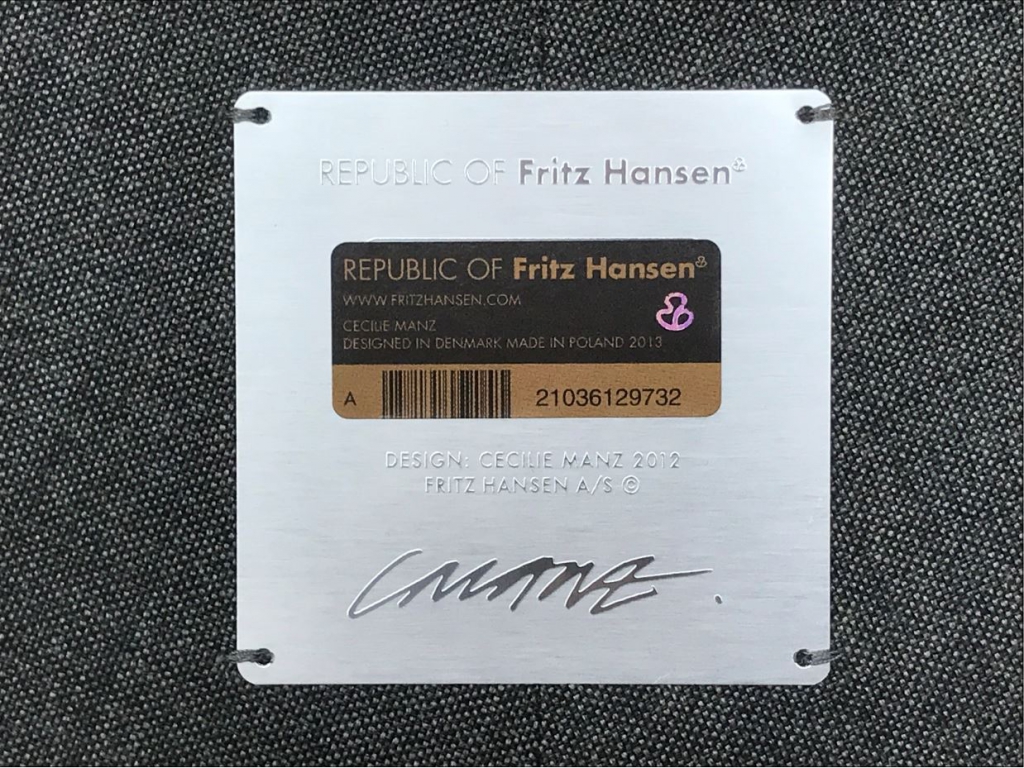 REPUBLIC OF Fritz Hansen
REPUBLIC OF Fritz Hansen
WWW.FRITZHANSEN.COM
CECILIE MANZ
DESIGNED IN DENMARK MADE IN POLAND 2013
A 21036129732
DESIGN: CECILIE MANZ 2012
FRITZ HANSEN A/S ©
CMANZ.